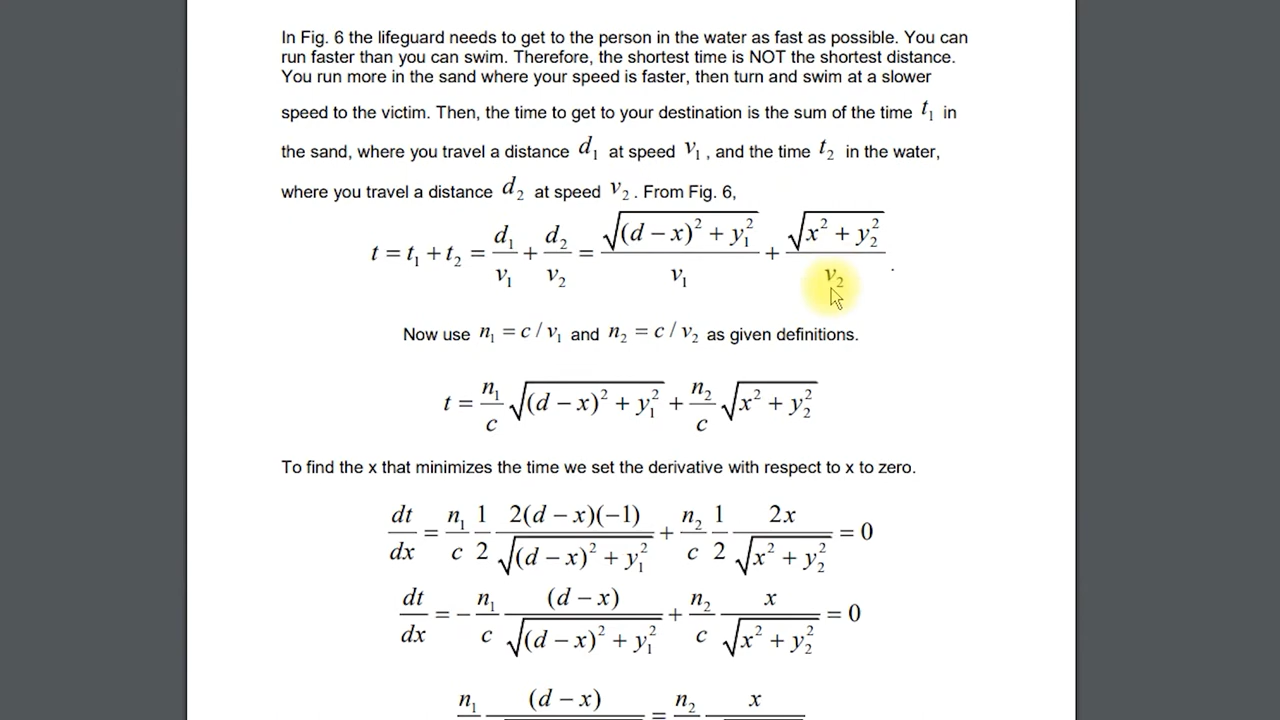 In Fig. 6 the lifeguard needs to get to the person in the water as fast as possible. You can
run faster than you can swim. Therefore, the shortest time is NOT the shortest distance.
You run more in the sand where your speed is faster, then turn and swim at a slower
speed to the victim. Then, the time to get to your destination is the sum of the time t₁ in
the sand, where you travel a distance d₁ at speed v₁, and the time t₂ in the water,
where you travel a distance d₂ at speed v₂. From Fig. 6,
t = t₁ + t₂ = d₁/v₁ + d₂/v₂ = √((d − x)² + y₁²)/v₁ + √(x² + y₂²)/v₂ .
Now use n₁ = c / v₁ and n₂ = c / v₂ as given definitions.
t = n₁/c √((d − x)² + y₁²) + n₂/c √(x² + y₂²)
To find the x that minimizes the time we set the derivative with respect to x to zero.
dt/dx = n₁/c 1/2 2(d − x)(−1)/√((d − x)² + y₁²) + n₂/c 1/2 2x/√(x² + y₂²) = 0
dt/dx = − n₁/c (d − x)/√((d − x)² + y₁²) + n₂/c x/√(x² + y₂²) = 0
n₁ (d − x) = n₂ x